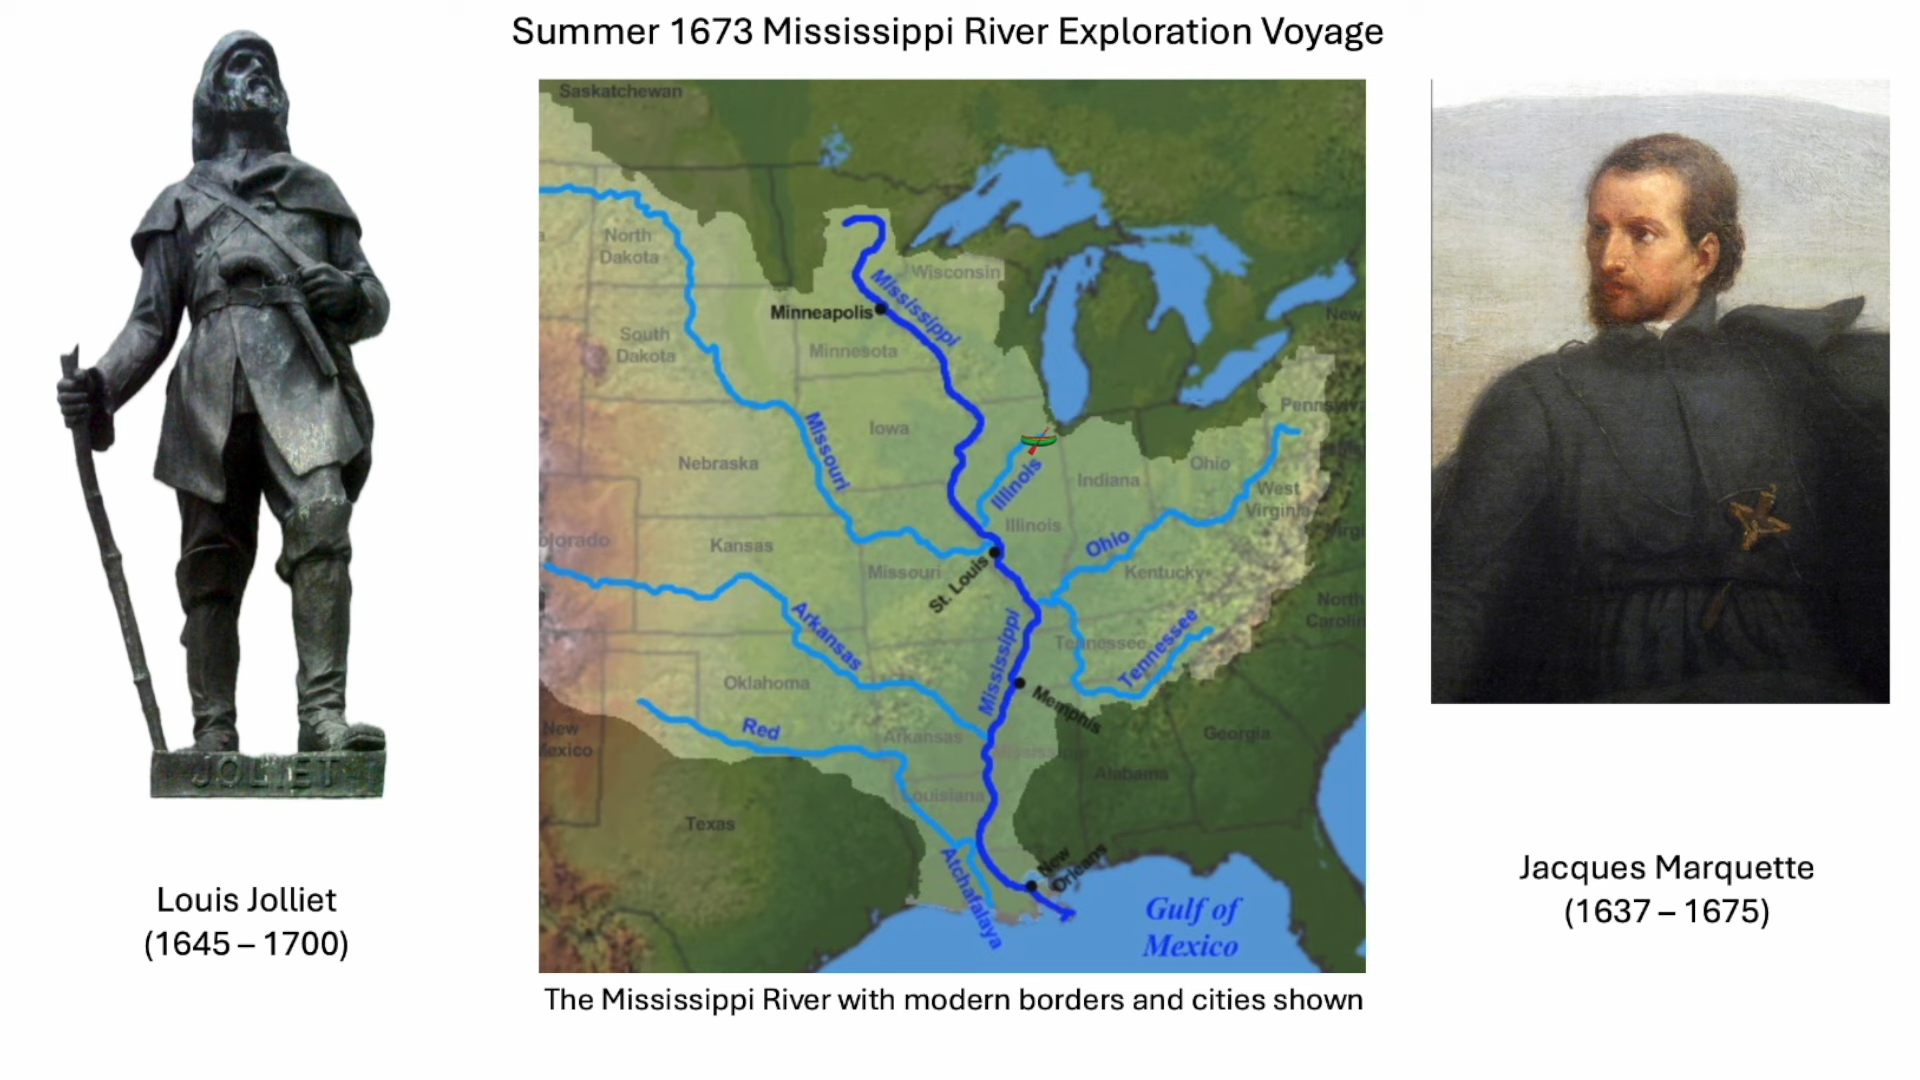 Summer 1673 Mississippi River Exploration Voyage
Saskatchewan
North
Dakota
Wisconsin
Mississippi
Minneapolis
New
South
Dakota
Minnesota
Missouri
Iowa
Nebraska
Illinois
Indiana
Ohio
West
Virginia
Illinois
Ohio
Kansas
Missouri
St. Louis
Kentucky
North
Arkansas
Mississippi
Tennessee
Tennessee
Oklahoma
Memphis
Red
Arkansas
New
Georgia
Alabama
Louisiana
Texas
Atchafalaya
New
Orleans
Gulf of
Mexico
JOLIET
Louis Jolliet
(1645 – 1700)
Jacques Marquette
(1637 – 1675)
The Mississippi River with modern borders and cities shown